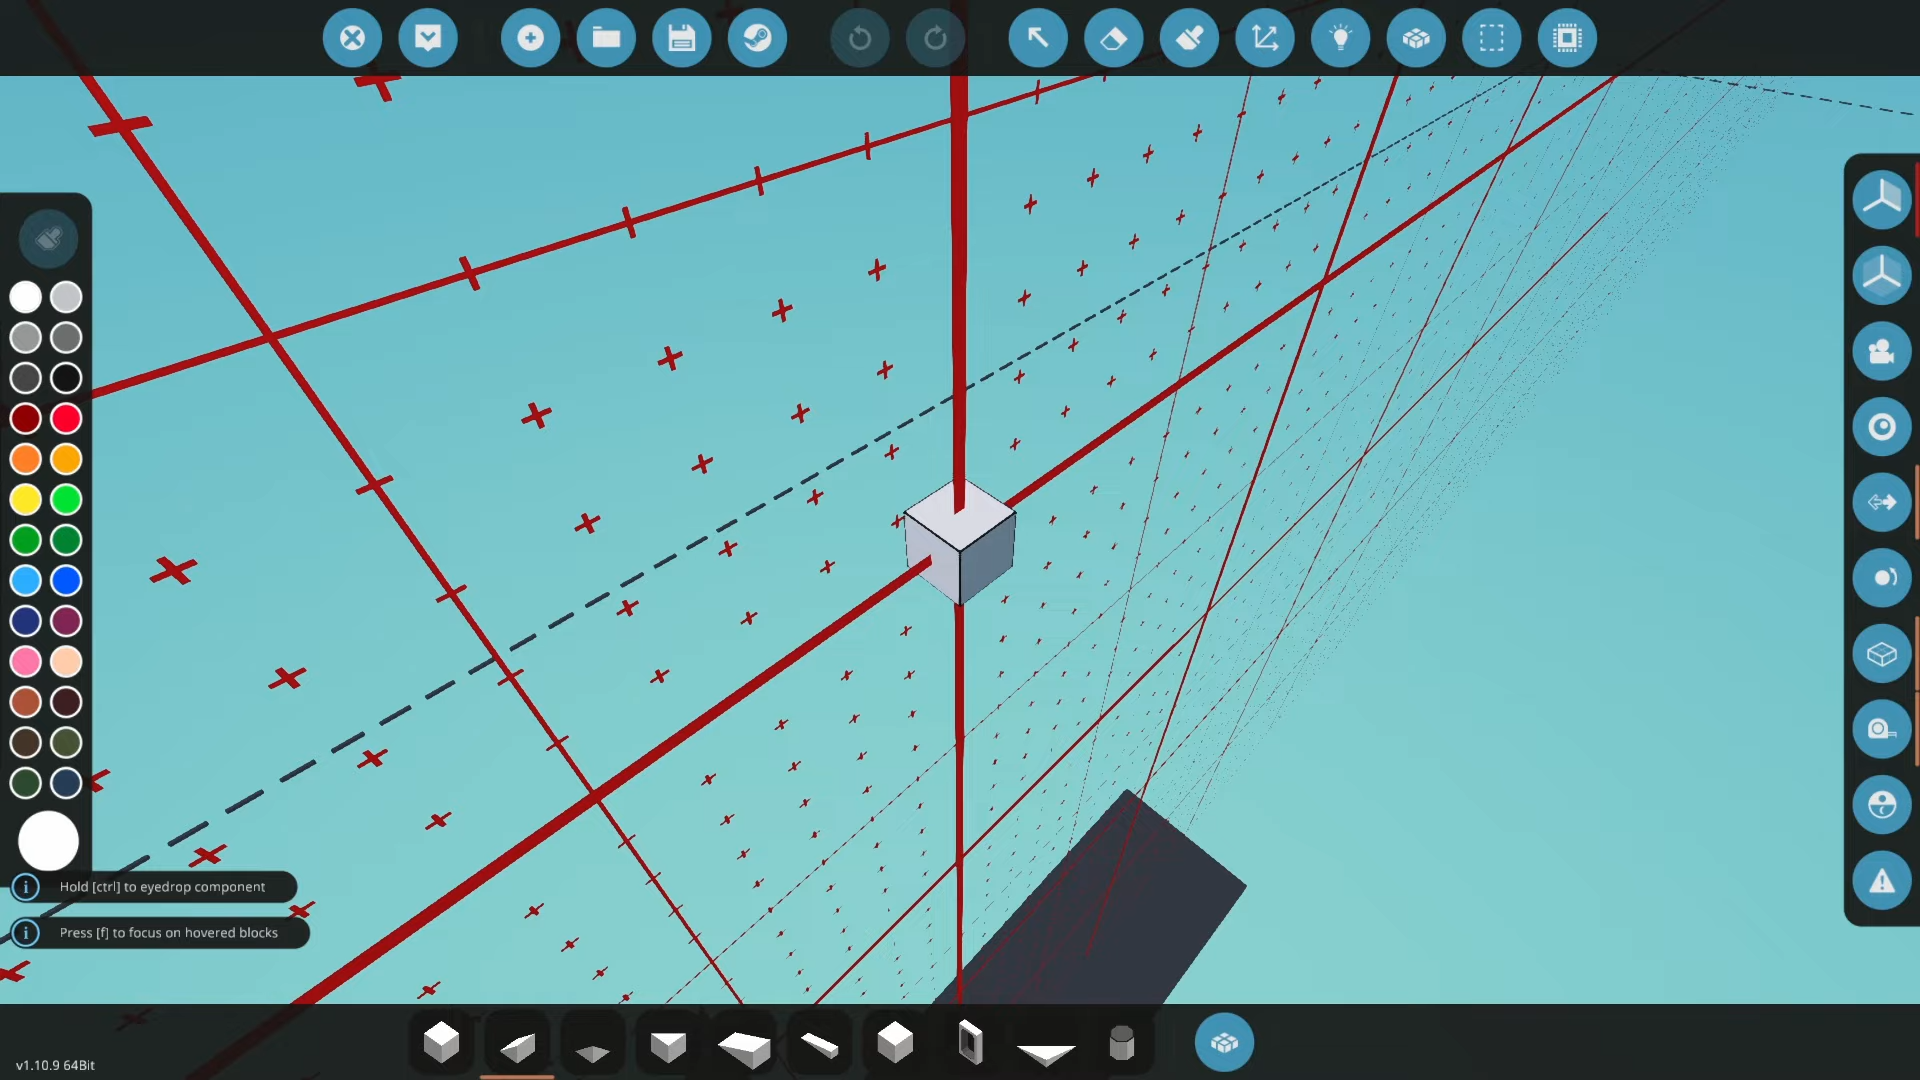 Hold [ctrl] to eyedrop component
Press [f] to focus on hovered blocks
v1.10.9 64Bit